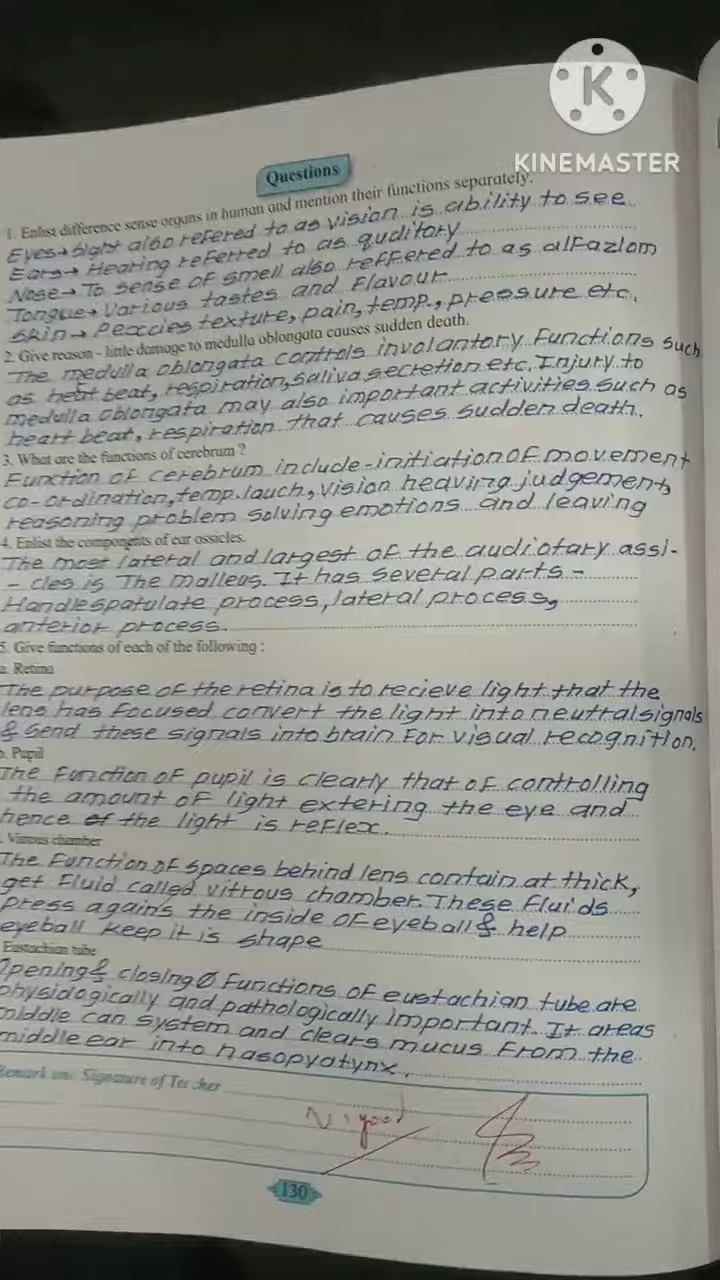 KINEMASTER
Questions
1. Enlist difference sense organs in human and mention their functions separately.
Eyes→ Sight also refered to as vision is ability to see
Ears→ Hearing referred to as quditory
Nose→ To sense of smell also reffered to as alfazlom
Tongue→ Various tastes and Flavour
Skin→ Pexcies texture, pain, temp., pressure etc.
2. Give reason - little damage to medulla oblongata causes sudden death.
The medulla oblongata controls involantory Functions such
as heat beat, respiration, saliva secretion etc. Injury to
medulla oblongata may also important activities such as
heart beat, respiration that causes sudden death.
3. What are the functions of cerebrum ?
Function of cerebrum include - initiation of movement
co-ordination, temp. lauch, vision heaving judgement,
reasoning problem solving emotions and leaving
4. Enlist the components of ear ossicles.
The most lateral and largest of the audiotary assi-
- cles is The malleus. It has several parts -
Handle spatulate process, lateral process,
anterior process.
5. Give functions of each of the following :
a. Retina
The purpose of the retina is to recieve light that the
lens has focused convert the light into neutral signals
& send these signals into brain For visual recognition.
b. Pupil
The function of pupil is clearly that of controlling
the amount of light extering the eye and
hence the light is reflex.
Vitrous chamber
The Function of spaces behind lens contain at thick,
get Fluid called vitrous chamber. These Fluids
press agains the inside of eyeball & help
eyeball keep it is shape
Eustachian tube
Opening & closing Functions of eustachian tube are
physidogically and pathologically important. It areas
middle can system and clears mucus From the
middle ear into nasopyatynx.
Remark and Signature of Teacher
V. good
130